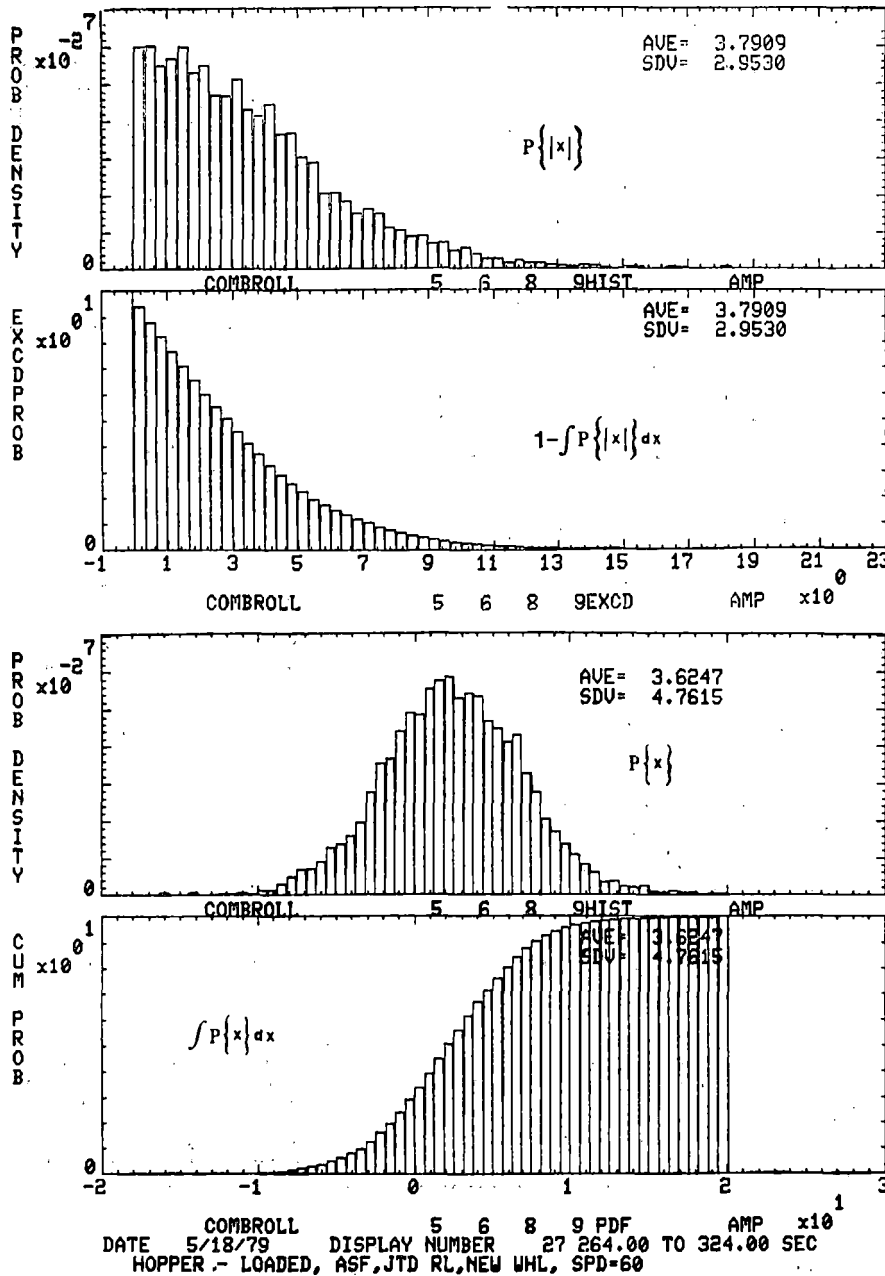 PROB DENSITY
7
x10 -2
0
AVE= 3.7909
SDV= 2.9530
P{|x|}
COMBROLL 5 6 8 9HIST AMP
EXCDPROB
1
x10 0
0
AVE= 3.7909
SDV= 2.9530
1-∫P{|x|}dx
-1 1 3 5 7 9 11 13 15 17 19 21 23
COMBROLL 5 6 8 9EXCD AMP x10 0
PROB DENSITY
7
x10 -2
0
AVE= 3.6247
SDV= 4.7615
P{x}
COMBROLL 5 6 8 9HIST AMP
CUM PROB
1
x10 0
0
AVE= 3.6247
SDV= 4.7615
∫P{x}dx
-2 -1 0 1 2 3
COMBROLL 5 6 8 9 PDF AMP x10 1
DATE 5/18/79 DISPLAY NUMBER 27 264.00 TO 324.00 SEC
HOPPER - LOADED, ASF,JTD RL,NEW WHL, SPD=60